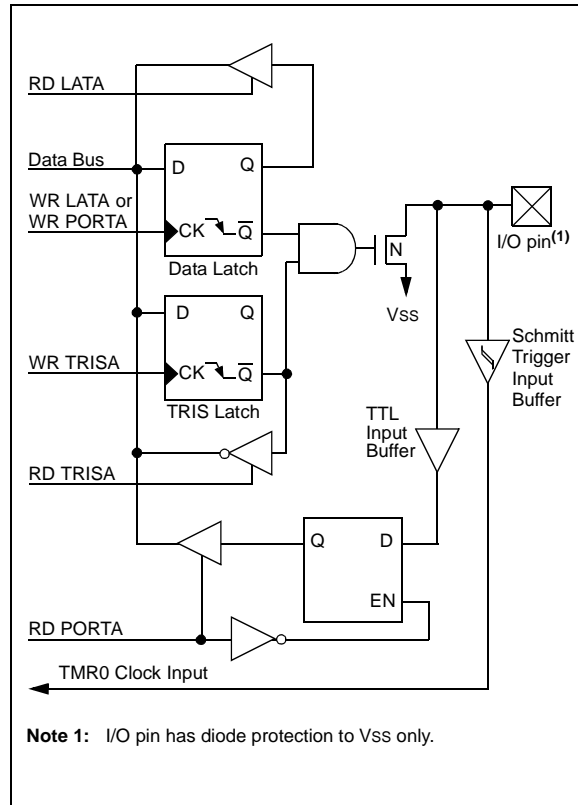 RD LATA
Data Bus
D
Q
WR LATA or
WR PORTA
CK
Q
Data Latch
N
I/O pin(1)
VSS
D
Q
WR TRISA
CK
Q
TRIS Latch
Schmitt
Trigger
Input
Buffer
TTL
Input
Buffer
RD TRISA
Q
D
EN
RD PORTA
TMR0 Clock Input
Note 1: I/O pin has diode protection to VSS only.